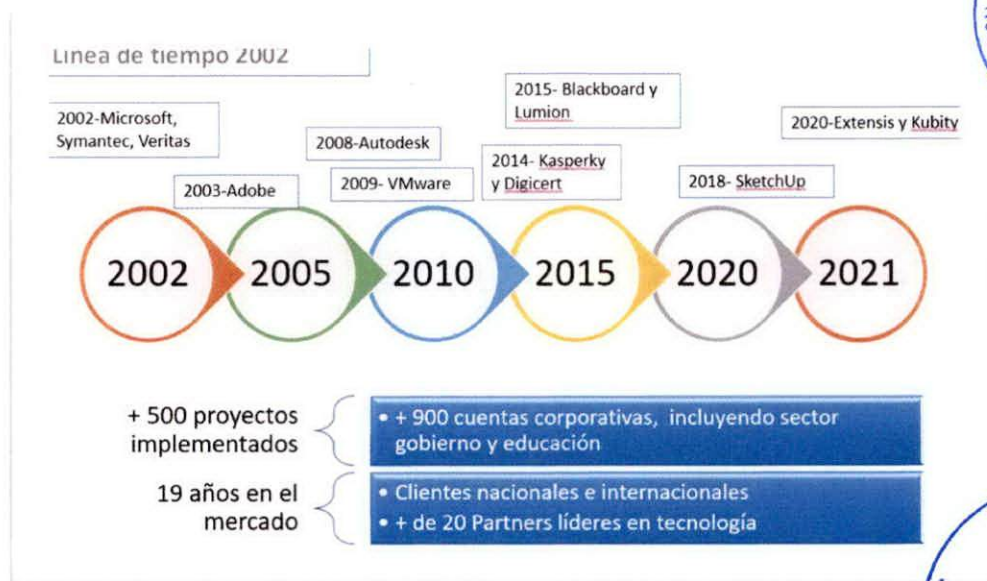 Línea de tiempo 2002
2002-Microsoft,
Symantec, Veritas
2003-Adobe
2008-Autodesk
2009- VMware
2015- Blackboard y
Lumion
2014- Kasperky
y Digicert
2018- SketchUp
2020-Extensis y Kubity
2002
2005
2010
2015
2020
2021
+ 500 proyectos
implementados
• + 900 cuentas corporativas, incluyendo sector
gobierno y educación
19 años en el
mercado
• Clientes nacionales e internacionales
• + de 20 Partners líderes en tecnología